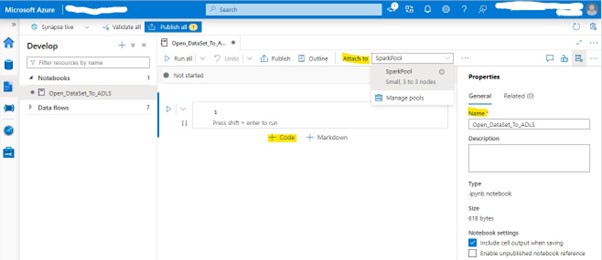 Microsoft Azure
Search
Synapse live
Validate all
Publish all 1
Develop
Filter resources by name
Notebooks 1
Open_DataSet_To_ADLS
Data flows 1
Open_DataSet_To_AD...
Run all
Undo
Publish
Outline
Attach to
SparkPool
Not started
SparkPool
Small, 3 to 3 nodes
Manage pools
1
[ ]
Press shift + enter to run
+ Code
+ Markdown
Properties
General
Related (0)
Name *
Open_DataSet_To_ADLS
Description
Type
.ipynb notebook
Size
618 bytes
Notebook settings
Include cell output when saving
Enable unpublished notebook reference